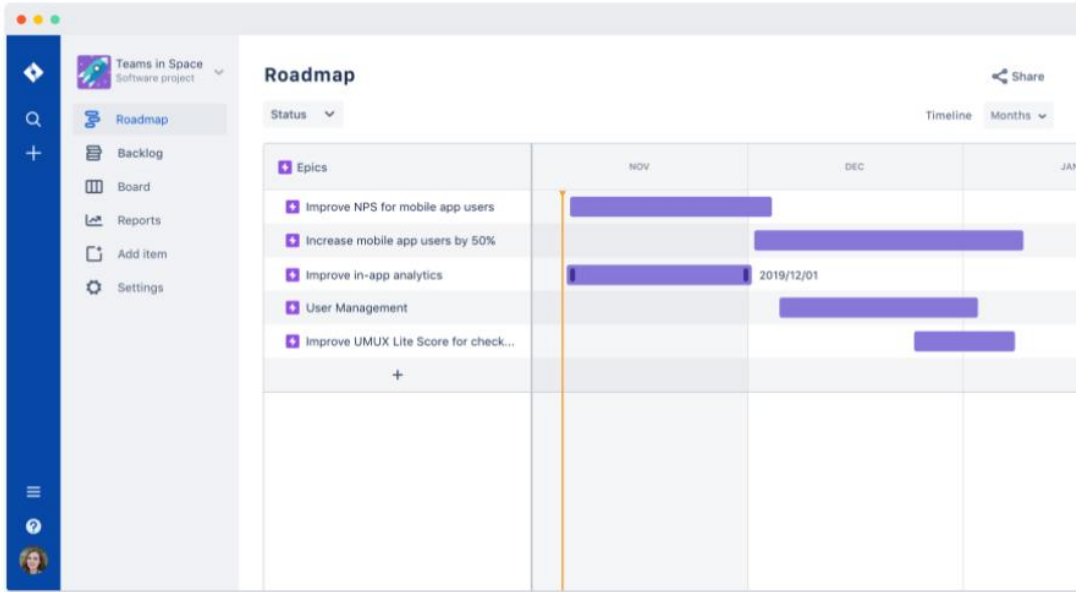 Teams in Space
Software project
Roadmap
Backlog
Board
Reports
Add item
Settings
Roadmap
Share
Status
Timeline Months
Epics NOV DEC JAN
Improve NPS for mobile app users
Increase mobile app users by 50%
Improve in-app analytics 2019/12/01
User Management
Improve UMUX Lite Score for check...